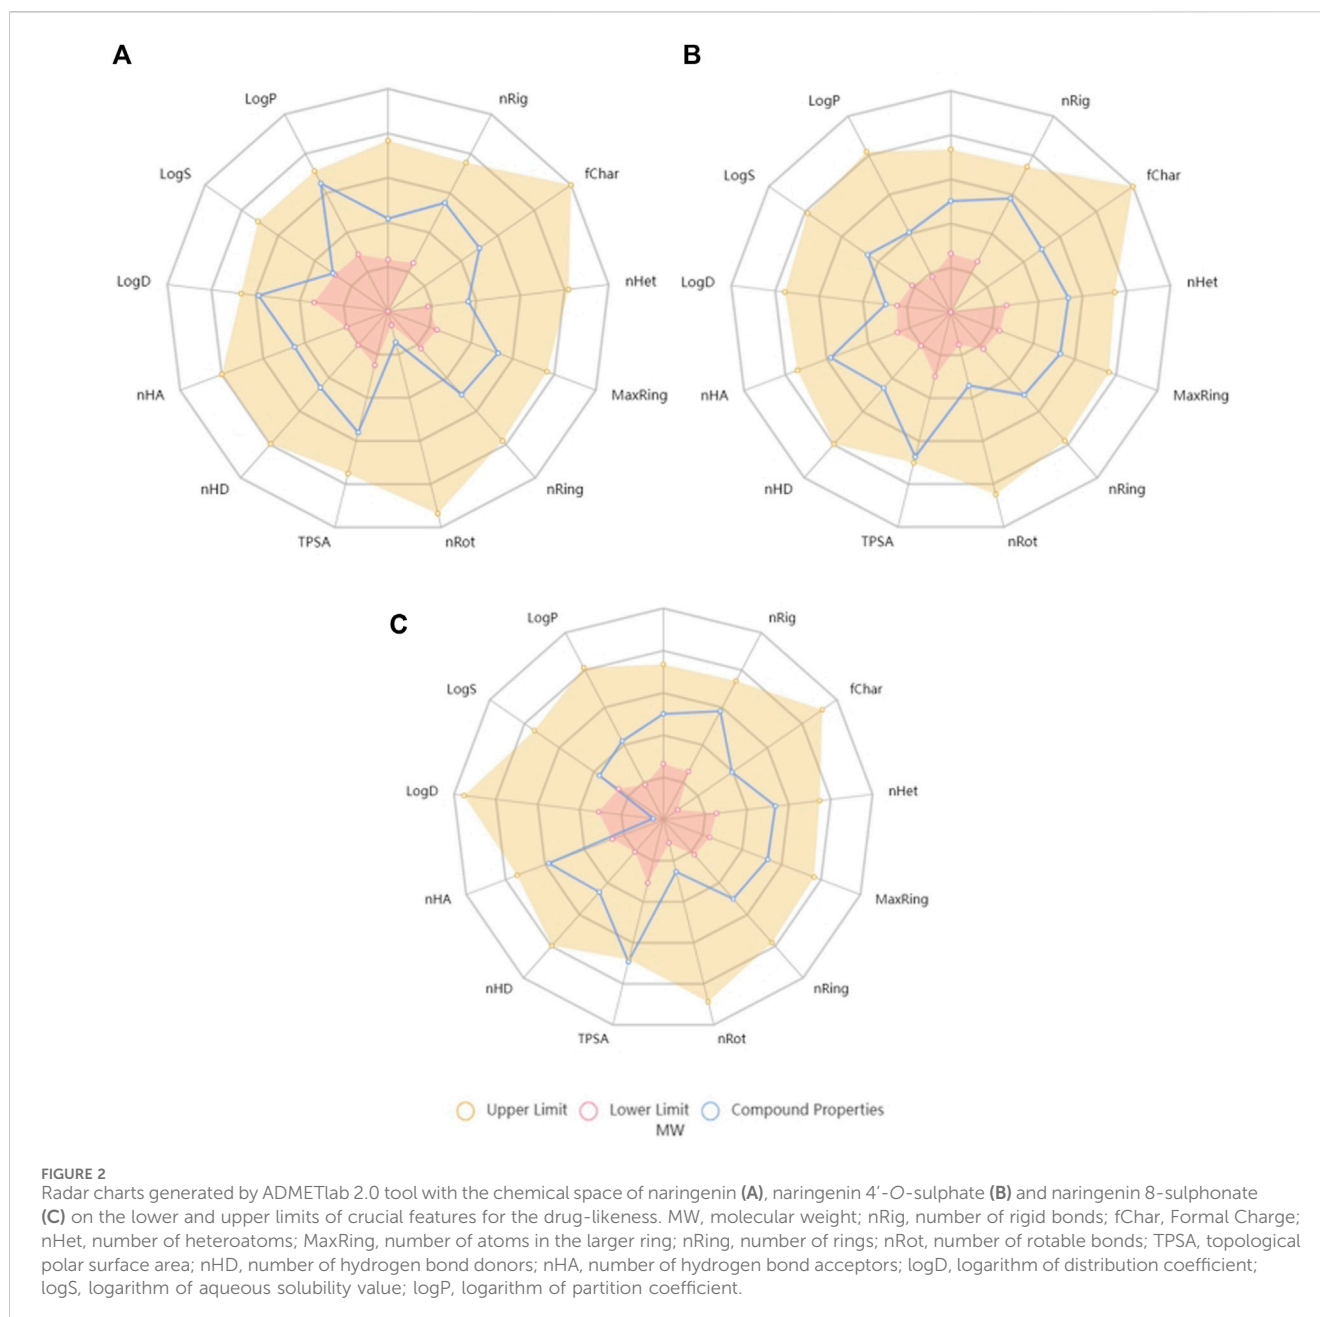 A
LogP
nRig
LogS
fChar
LogD
nHet
nHA
MaxRing
nHD
nRing
TPSA
nRot
B
LogP
nRig
LogS
fChar
LogD
nHet
nHA
MaxRing
nHD
nRing
TPSA
nRot
C
LogP
nRig
LogS
fChar
LogD
nHet
nHA
MaxRing
nHD
nRing
TPSA
nRot
Upper Limit Lower Limit Compound Properties
MW
FIGURE 2
Radar charts generated by ADMETlab 2.0 tool with the chemical space of naringenin (A), naringenin 4′-O-sulphate (B) and naringenin 8-sulphonate
(C) on the lower and upper limits of crucial features for the drug-likeness. MW, molecular weight; nRig, number of rigid bonds; fChar, Formal Charge;
nHet, number of heteroatoms; MaxRing, number of atoms in the larger ring; nRing, number of rings; nRot, number of rotable bonds; TPSA, topological
polar surface area; nHD, number of hydrogen bond donors; nHA, number of hydrogen bond acceptors; logD, logarithm of distribution coefficient;
logS, logarithm of aqueous solubility value; logP, logarithm of partition coefficient.